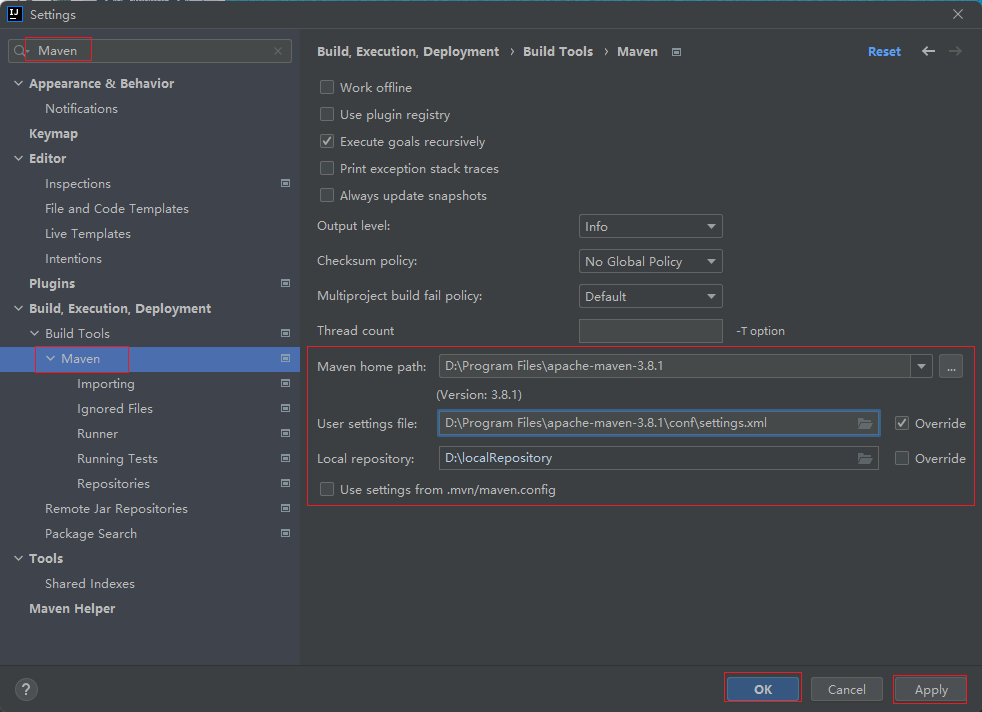 Settings
Maven
Appearance & Behavior
Notifications
Keymap
Editor
Inspections
File and Code Templates
Live Templates
Intentions
Plugins
Build, Execution, Deployment
Build Tools
Maven
Importing
Ignored Files
Runner
Running Tests
Repositories
Remote Jar Repositories
Package Search
Tools
Shared Indexes
Maven Helper
Build, Execution, Deployment › Build Tools › Maven
Reset
Work offline
Use plugin registry
Execute goals recursively
Print exception stack traces
Always update snapshots
Output level: Info
Checksum policy: No Global Policy
Multiproject build fail policy: Default
Thread count -T option
Maven home path: D:\Program Files\apache-maven-3.8.1 ...
(Version: 3.8.1)
User settings file: D:\Program Files\apache-maven-3.8.1\conf\settings.xml Override
Local repository: D:\localRepository Override
Use settings from .mvn/maven.config
? OK Cancel Apply